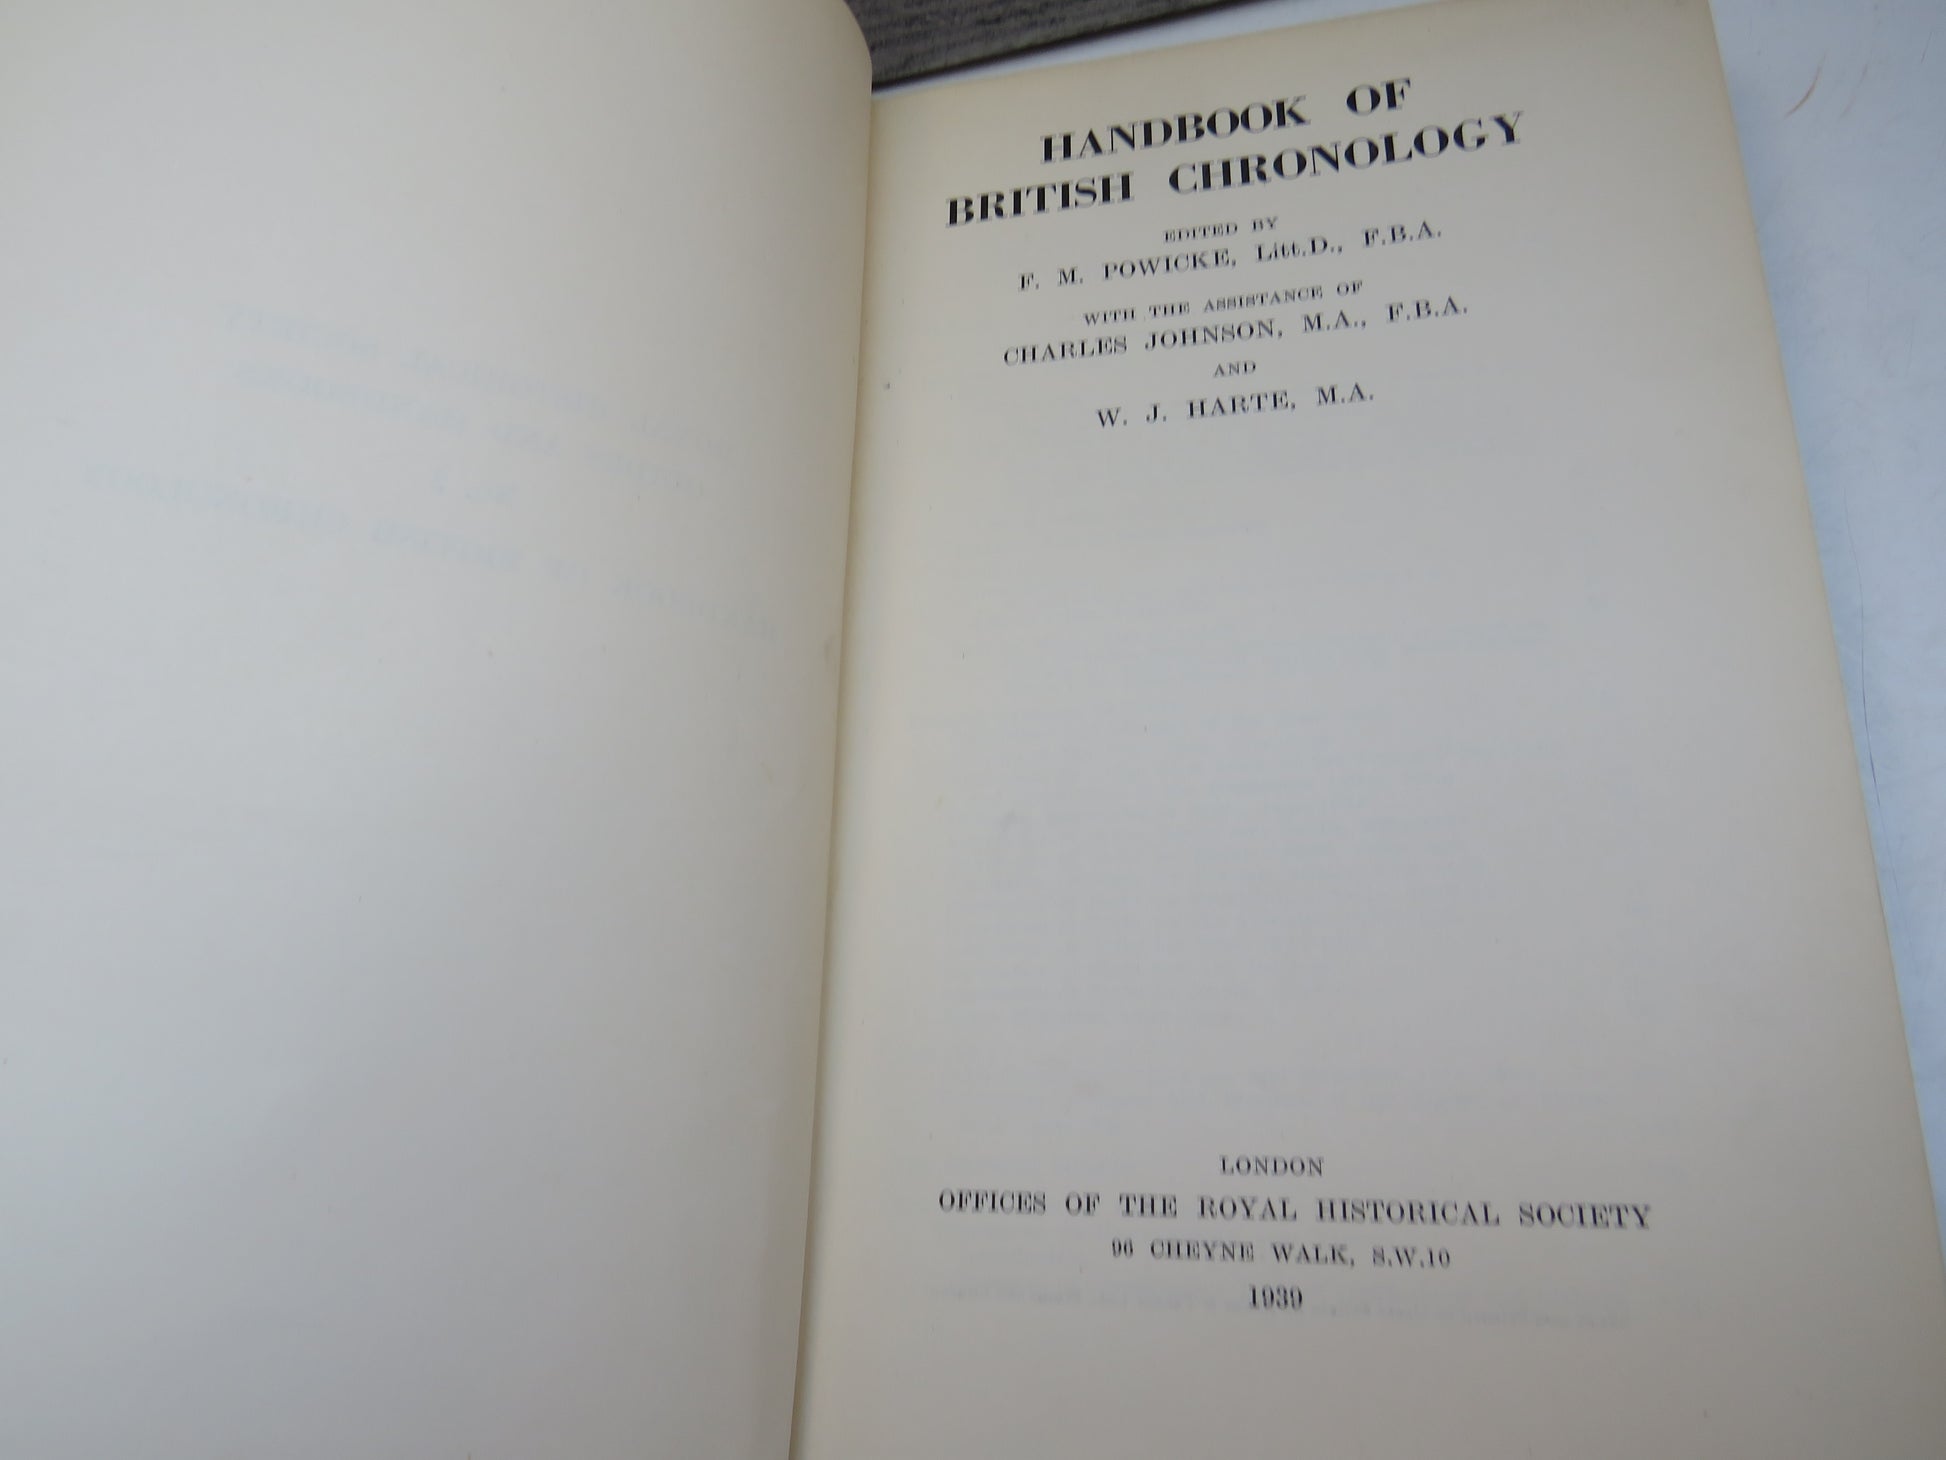 HANDBOOK OF
BRITISH CHRONOLOGY
EDITED BY
F. M. POWICKE, Litt.D., F.B.A.
WITH THE ASSISTANCE OF
CHARLES JOHNSON, M.A., F.B.A.
AND
W. J. HARTE, M.A.
LONDON
OFFICES OF THE ROYAL HISTORICAL SOCIETY
96 CHEYNE WALK, S.W.10
1939